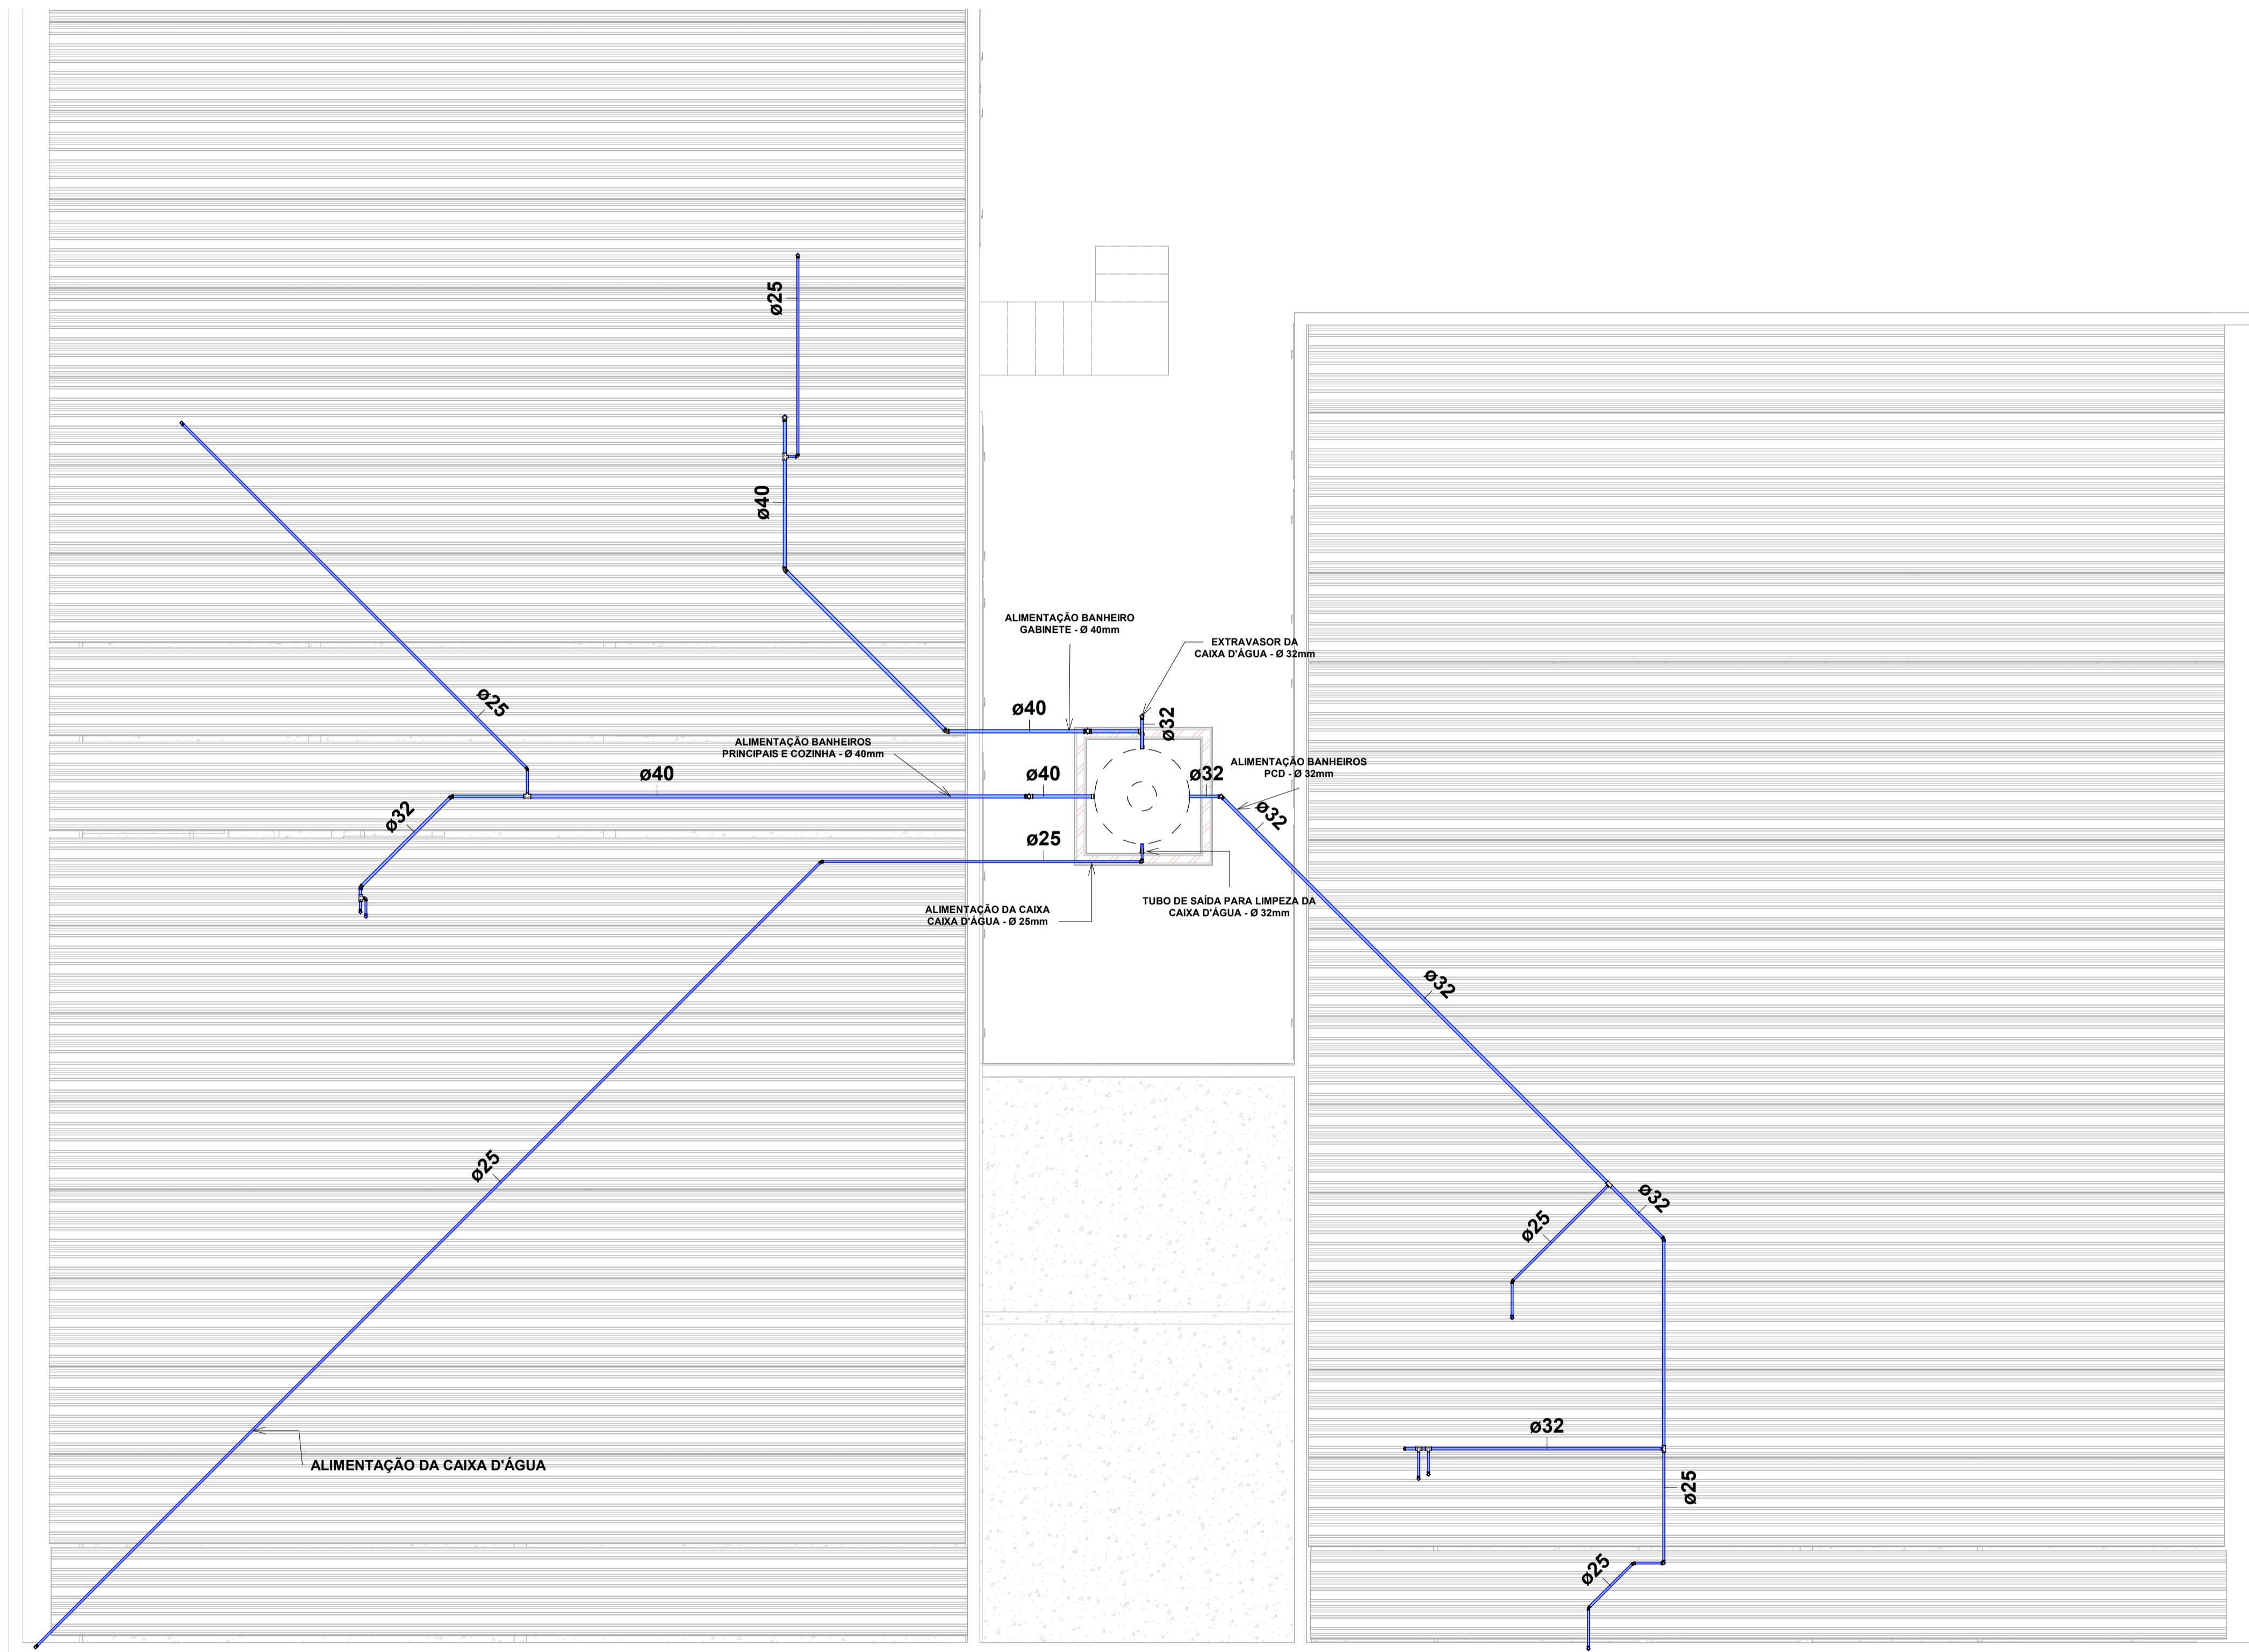 ø25
ø40
ø25
ALIMENTAÇÃO BANHEIRO
GABINETE - Ø 40mm
EXTRAVASOR DA
CAIXA D'ÁGUA - Ø 32mm
ø40
ø32
ALIMENTAÇÃO BANHEIROS
PRINCIPAIS E COZINHA - Ø 40mm
ALIMENTAÇÃO BANHEIROS
PCD - Ø 32mm
ø40
ø40
ø32
ø32
ø32
ø25
ALIMENTAÇÃO DA CAIXA
CAIXA D'ÁGUA - Ø 25mm
TUBO DE SAÍDA PARA LIMPEZA DA
CAIXA D'ÁGUA - Ø 32mm
ø32
ø25
ø32
ø25
ø32
ALIMENTAÇÃO DA CAIXA D'ÁGUA
ø25
ø25